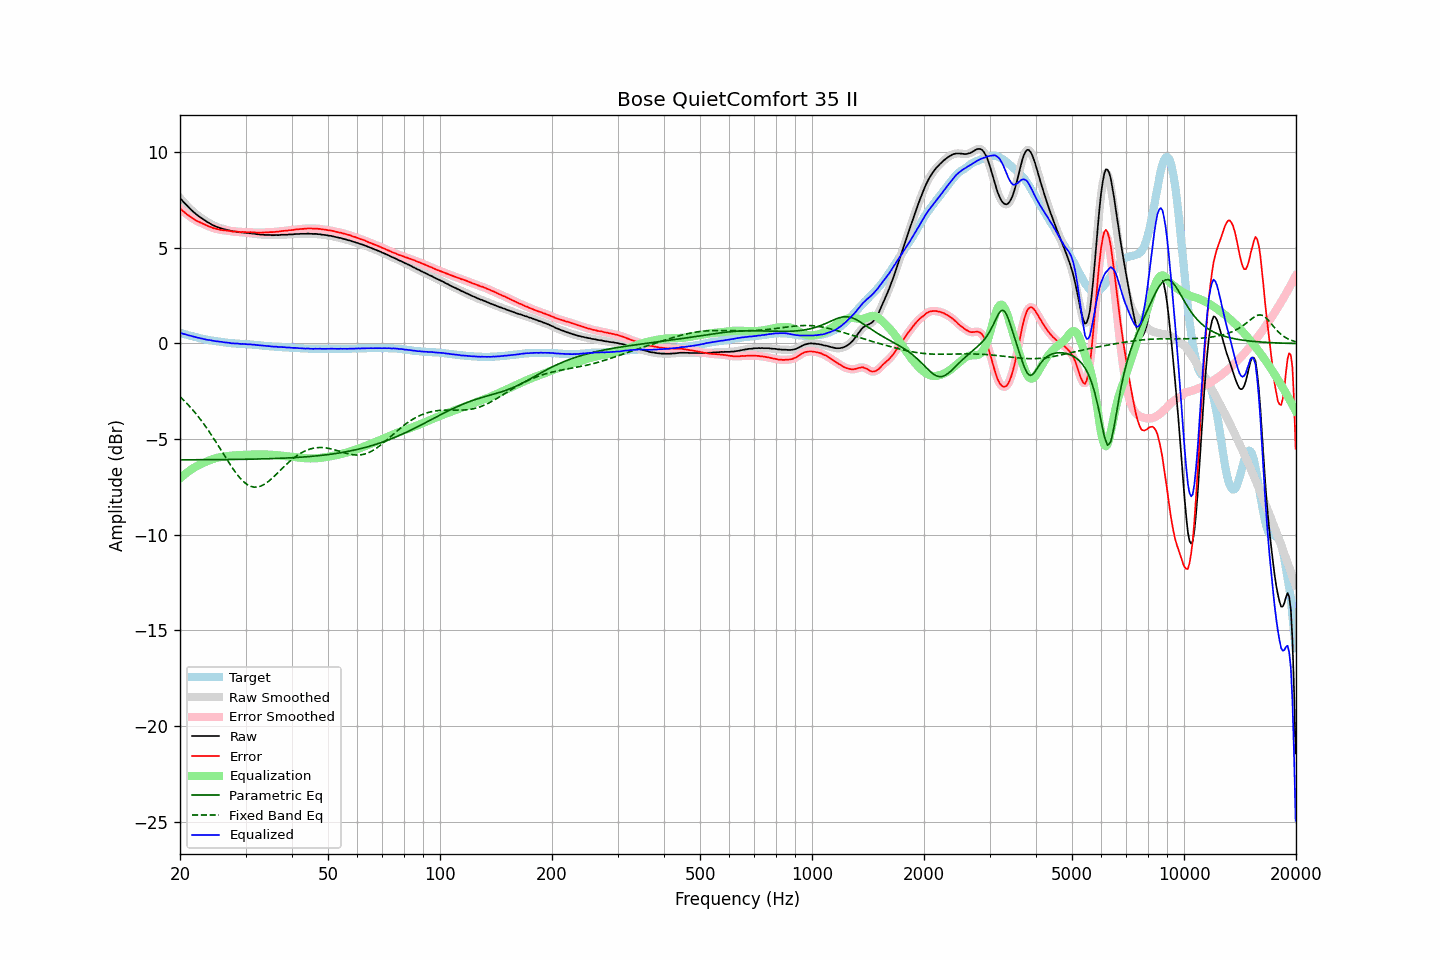 Bose QuietComfort 35 II
Amplitude (dBr)
10
5
0
−5
−10
−15
−20
−25
Target
Raw Smoothed
Error Smoothed
Raw
Error
Equalization
Parametric Eq
Fixed Band Eq
Equalized
20 50 100 200 500 1000 2000 5000 10000 20000
Frequency (Hz)